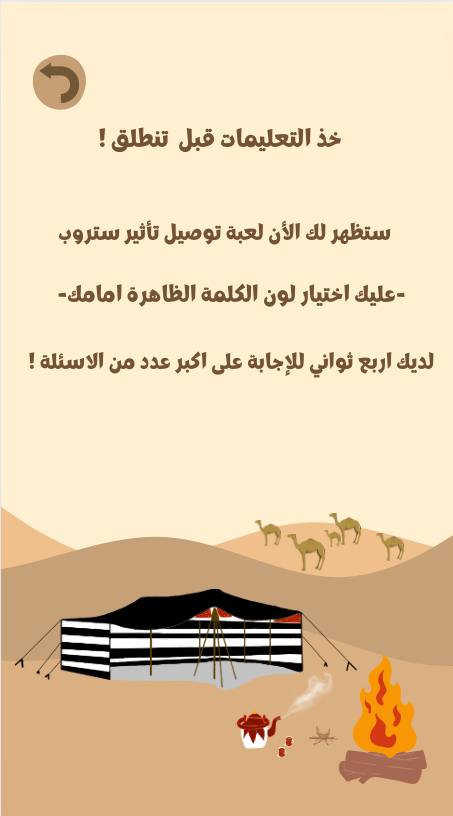 خذ التعليمات قبل تنطلق !
ستظهر لك الأن لعبة توصيل تأثير ستروب
-عليك اختيار لون الكلمة الظاهرة امامك-
لديك اربع ثواني للإجابة على اكبر عدد من الاسئلة !